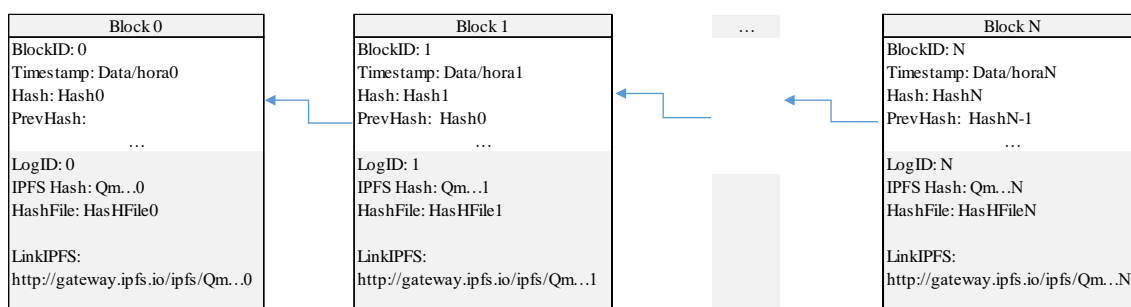 Block 0
BlockID: 0
Timestamp: Data/hora0
Hash: Hash0
PrevHash:
…
LogID: 0
IPFS Hash: Qm…0
HashFile: HasHFile0
LinkIPFS:
http://gateway.ipfs.io/ipfs/Qm…0
Block 1
BlockID: 1
Timestamp: Data/hora1
Hash: Hash1
PrevHash: Hash0
…
LogID: 1
IPFS Hash: Qm…1
HashFile: HasHFile1
LinkIPFS:
http://gateway.ipfs.io/ipfs/Qm…1
…
Block N
BlockID: N
Timestamp: Data/horaN
Hash: HashN
PrevHash: HashN-1
…
LogID: N
IPFS Hash: Qm…N
HashFile: HasHFileN
LinkIPFS:
http://gateway.ipfs.io/ipfs/Qm…N